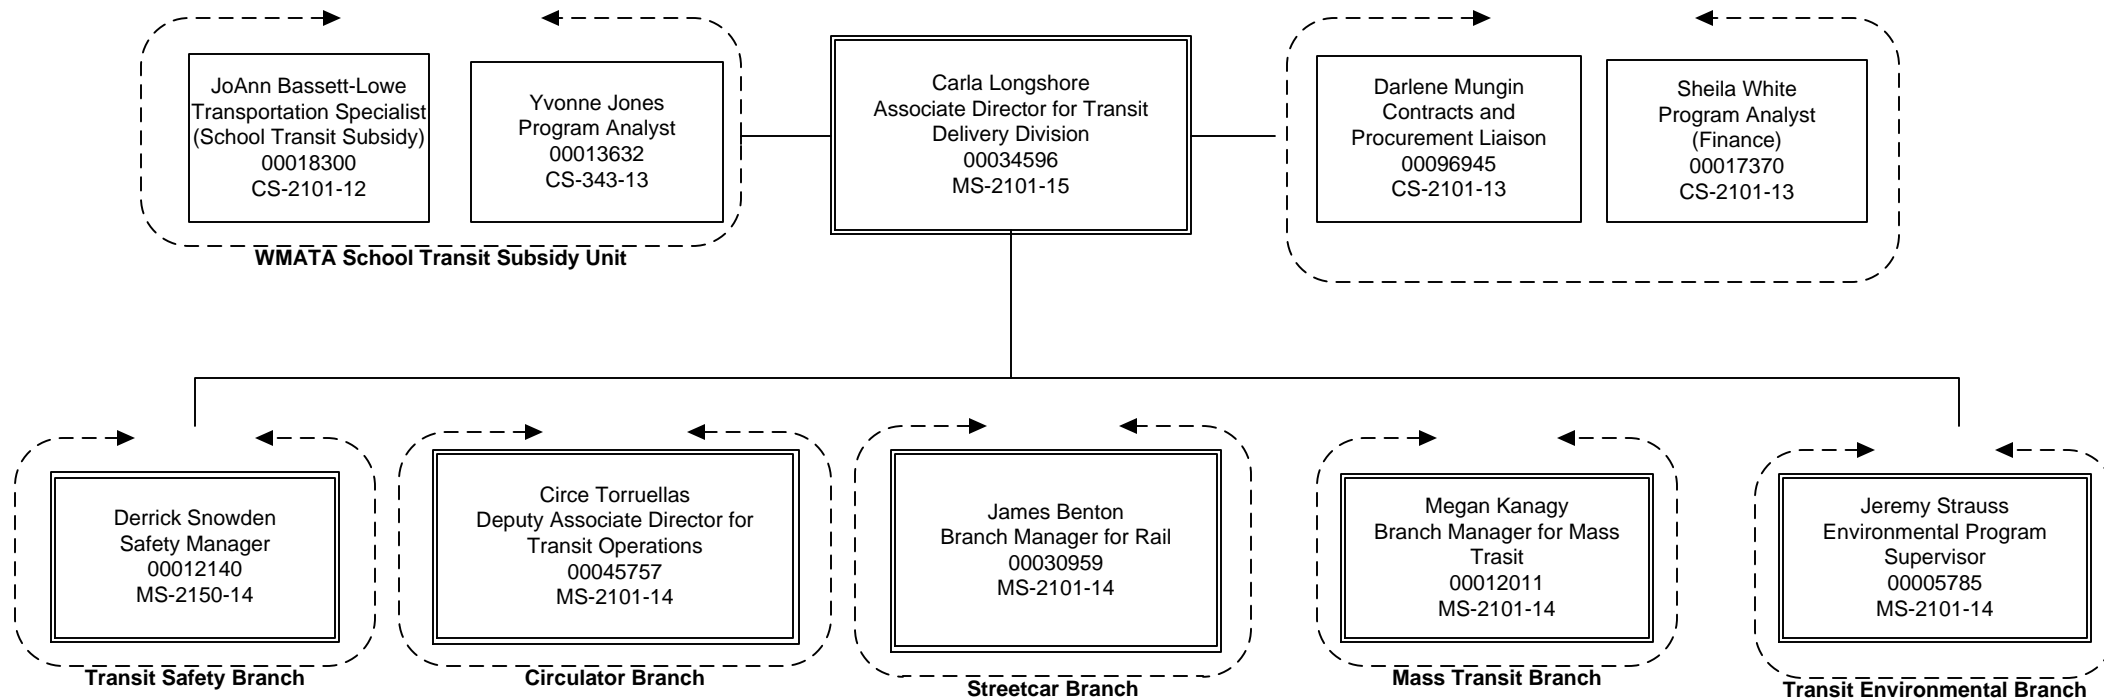 JoAnn Bassett-Lowe
Transportation Specialist
(School Transit Subsidy)
00018300
CS-2101-12
Yvonne Jones
Program Analyst
00013632
CS-343-13
WMATA School Transit Subsidy Unit
Carla Longshore
Associate Director for Transit
Delivery Division
00034596
MS-2101-15
Darlene Mungin
Contracts and
Procurement Liaison
00096945
CS-2101-13
Sheila White
Program Analyst
(Finance)
00017370
CS-2101-13
Derrick Snowden
Safety Manager
00012140
MS-2150-14
Transit Safety Branch
Circe Torruellas
Deputy Associate Director for
Transit Operations
00045757
MS-2101-14
Circulator Branch
James Benton
Branch Manager for Rail
00030959
MS-2101-14
Streetcar Branch
Megan Kanagy
Branch Manager for Mass
Trasit
00012011
MS-2101-14
Mass Transit Branch
Jeremy Strauss
Environmental Program
Supervisor
00005785
MS-2101-14
Transit Environmental Branch